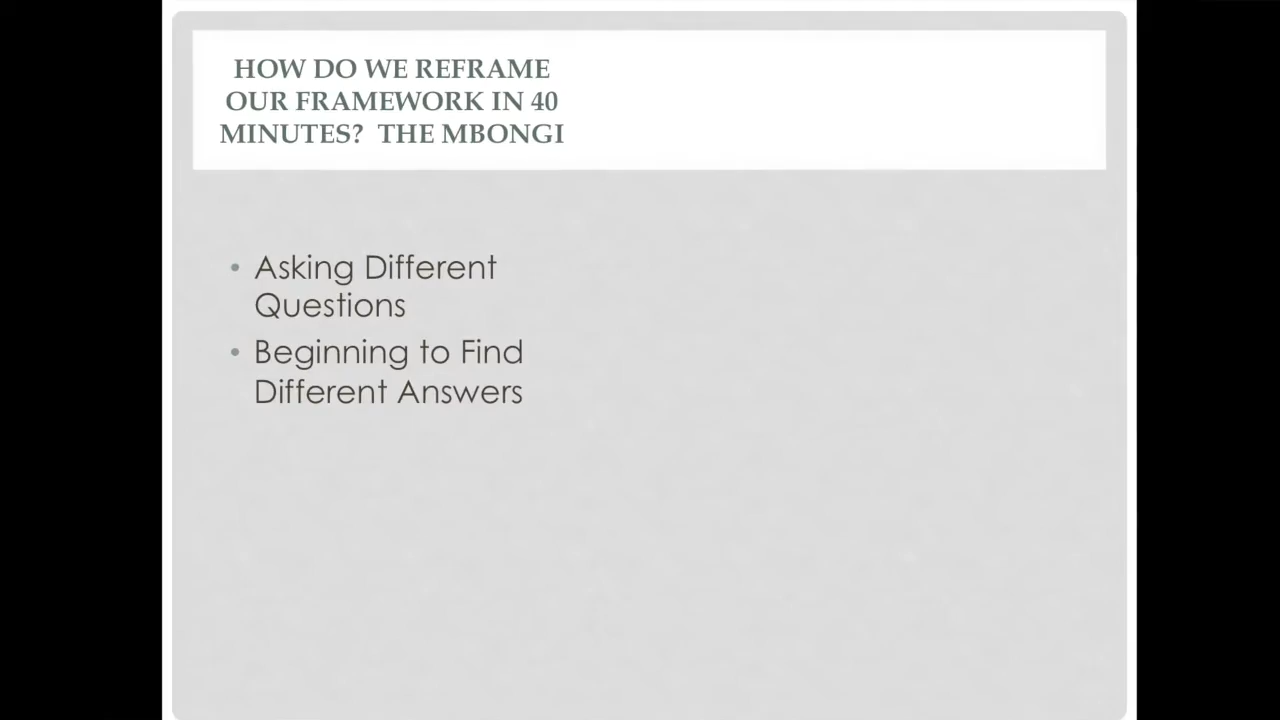 HOW DO WE REFRAME
OUR FRAMEWORK IN 40
MINUTES?  THE MBONGI
• Asking Different
Questions
• Beginning to Find
Different Answers